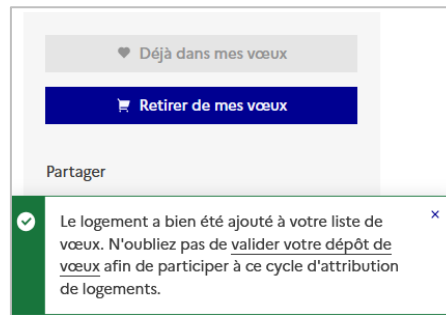 Déjà dans mes vœux
Retirer de mes vœux
Partager
Le logement a bien été ajouté à votre liste de
vœux. N'oubliez pas de valider votre dépôt de
vœux afin de participer à ce cycle d'attribution
de logements.